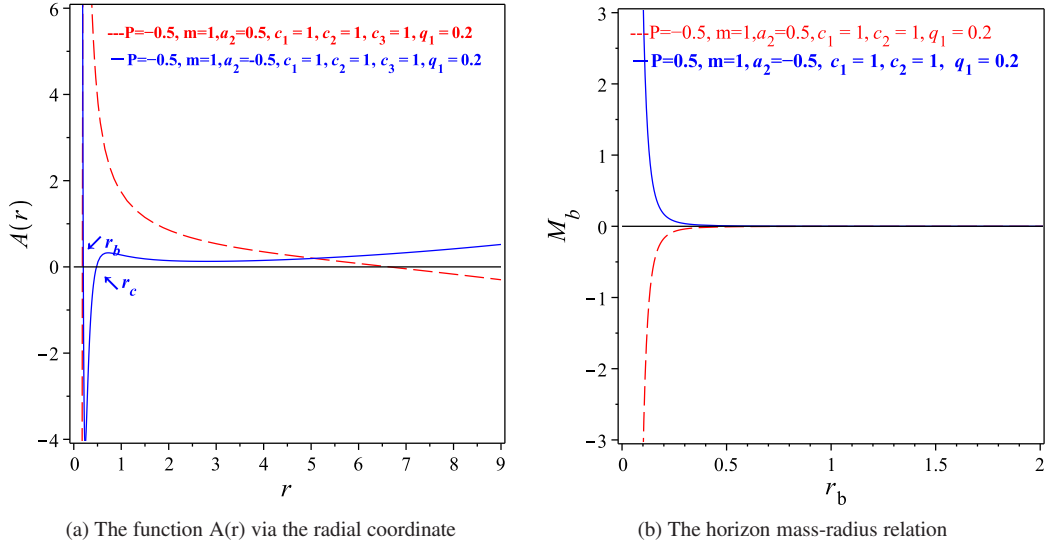 ---P=−0.5, m=1,a₂=0.5, c₁ = 1, c₂ = 1, c₃ = 1, q₁ = 0.2
— P=−0.5, m=1,a₂=-0.5, c₁ = 1, c₂ = 1, c₃ = 1, q₁ = 0.2
6
4
2
0
−2
−4
A(r)
r_b
r_c
0 1 2 3 4 5 6 7 8 9
r
(a) The function A(r) via the radial coordinate
---P=−0.5, m=1,a₂=0.5, c₁ = 1, c₂ = 1, q₁ = 0.2
— P=0.5, m=1, a₂=−0.5, c₁ = 1, c₂ = 1, q₁ = 0.2
3
2
1
0
−1
−2
−3
M_b
0 0.5 1 1.5 2
r_b
(b) The horizon mass-radius relation